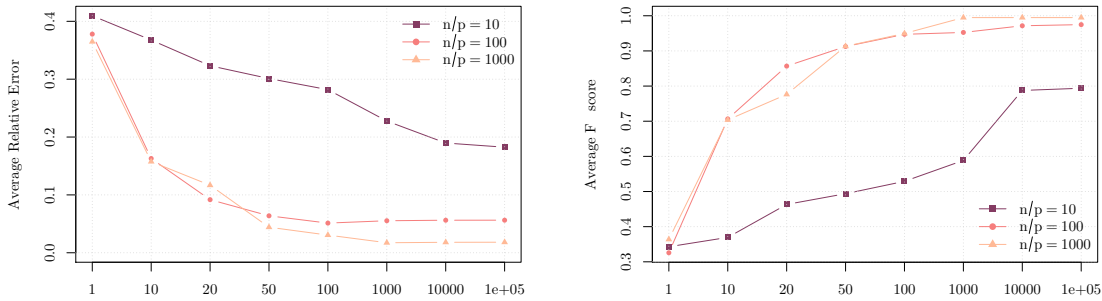 Average Relative Error
0.4
0.3
0.2
0.1
0.0
n/p = 10
n/p = 100
n/p = 1000
1 10 20 50 100 1000 10000 1e+05
Average F score
1.0
0.9
0.8
0.7
0.6
0.5
0.4
0.3
n/p = 10
n/p = 100
n/p = 1000
1 10 20 50 100 1000 10000 1e+05